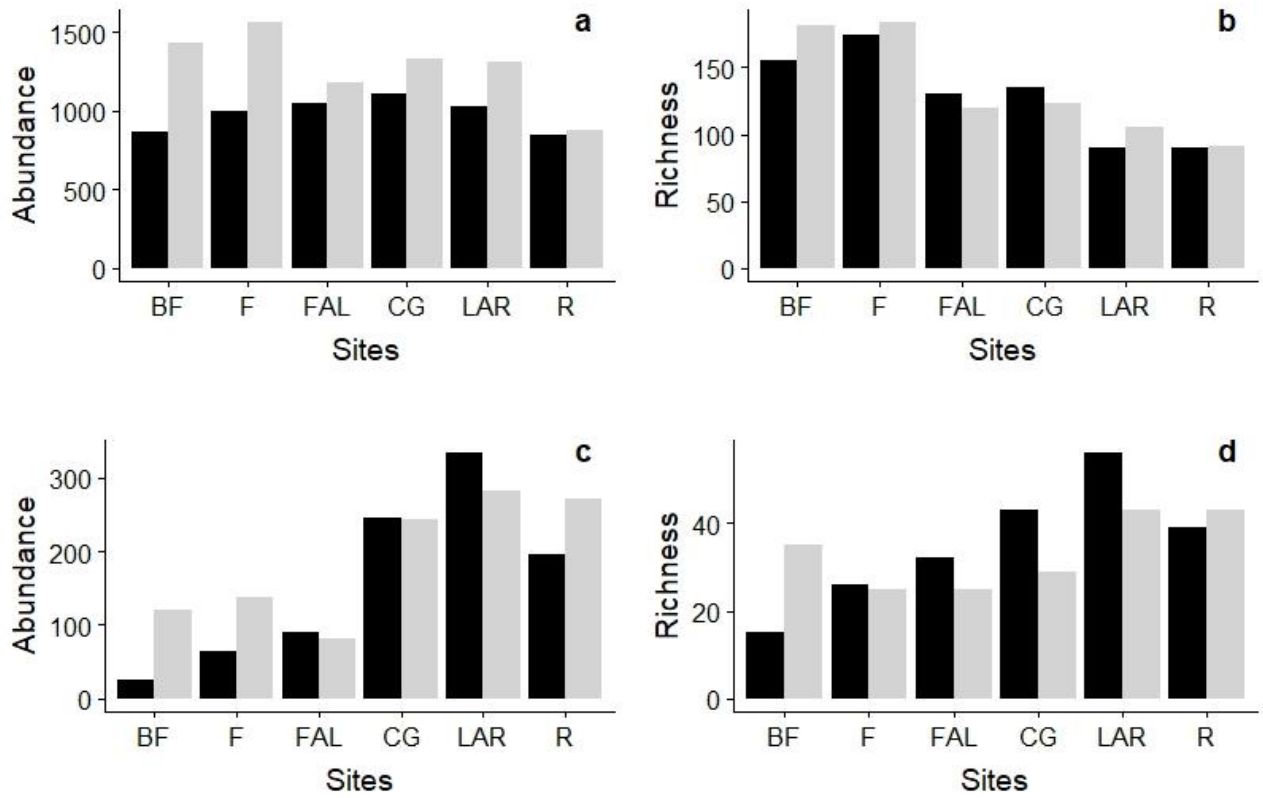 a
Abundance
1500
1000
500
0
BF F FAL CG LAR R
Sites
b
Richness
150
100
50
0
BF F FAL CG LAR R
Sites
c
Abundance
300
200
100
0
BF F FAL CG LAR R
Sites
d
Richness
40
20
0
BF F FAL CG LAR R
Sites